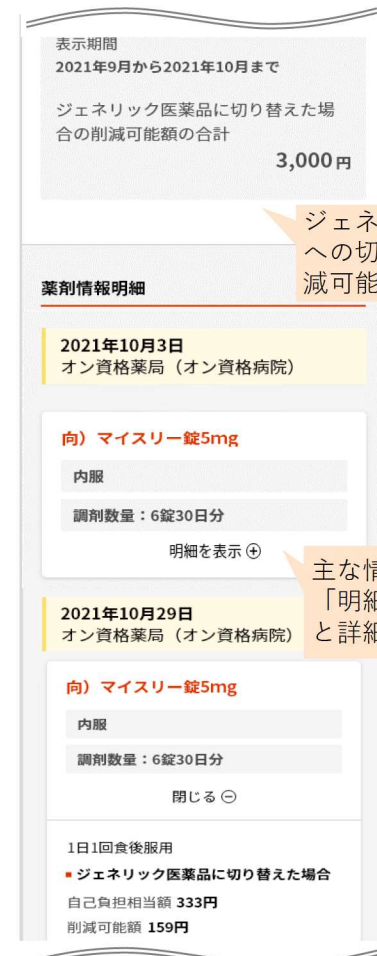 表示期間
2021年9月から2021年10月まで
ジェネリック医薬品に切り替えた場
合の削減可能額の合計
3,000円
ジェネ
への切
減可能
薬剤情報明細
2021年10月3日
オン資格薬局（オン資格病院）
向）マイスリー錠5mg
内服
調剤数量：6錠30日分
明細を表示
主な情
「明細
と詳細
2021年10月29日
オン資格薬局（オン資格病院）
向）マイスリー錠5mg
内服
調剤数量：6錠30日分
閉じる
1日1回食後服用
▪ジェネリック医薬品に切り替えた場合
自己負担相当額 333円
削減可能額 159円